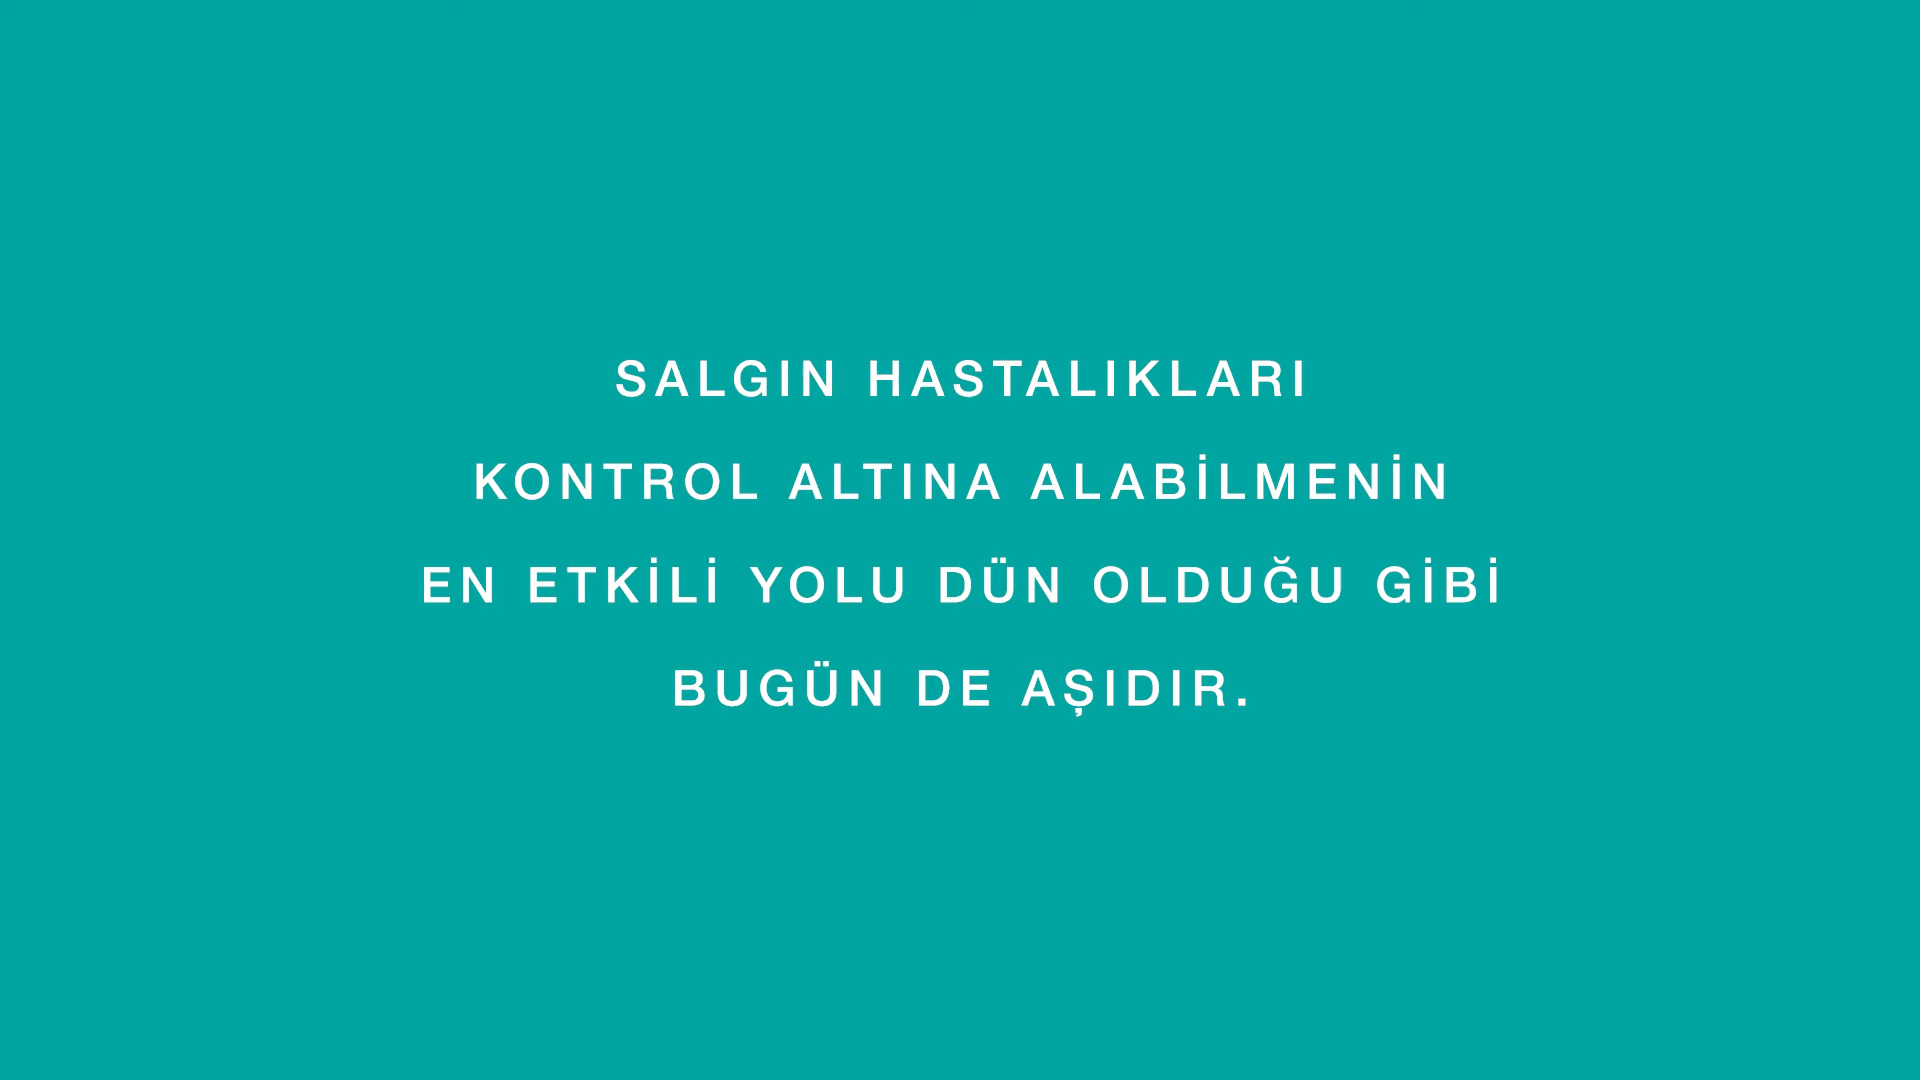 SALGIN HASTALIKLARI
KONTROL ALTINA ALABİLMENİN
EN ETKİLİ YOLU DÜN OLDUĞU GİBİ
BUGÜN DE AŞIDIR.